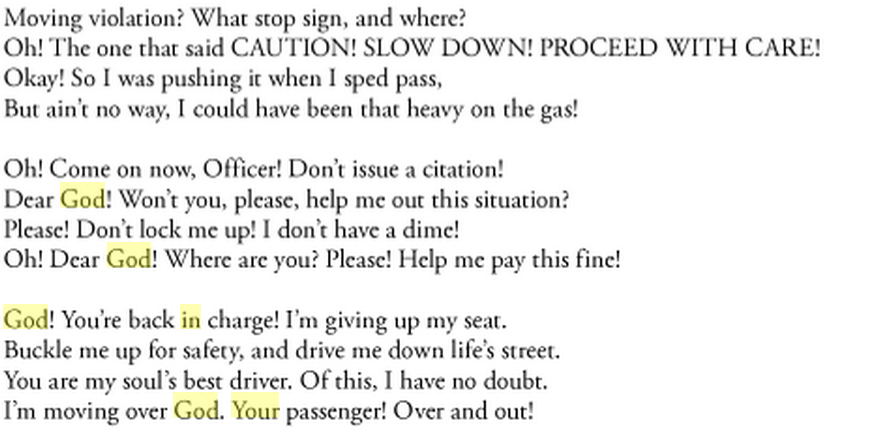 Moving violation? What stop sign, and where?
Oh! The one that said CAUTION! SLOW DOWN! PROCEED WITH CARE!
Okay! So I was pushing it when I sped pass,
But ain't no way, I could have been that heavy on the gas!

Oh! Come on now, Officer! Don't issue a citation!
Dear God! Won't you, please, help me out this situation?
Please! Don't lock me up! I don't have a dime!
Oh! Dear God! Where are you? Please! Help me pay this fine!

God! You're back in charge! I'm giving up my seat.
Buckle me up for safety, and drive me down life's street.
You are my soul's best driver. Of this, I have no doubt.
I'm moving over God. Your passenger! Over and out!